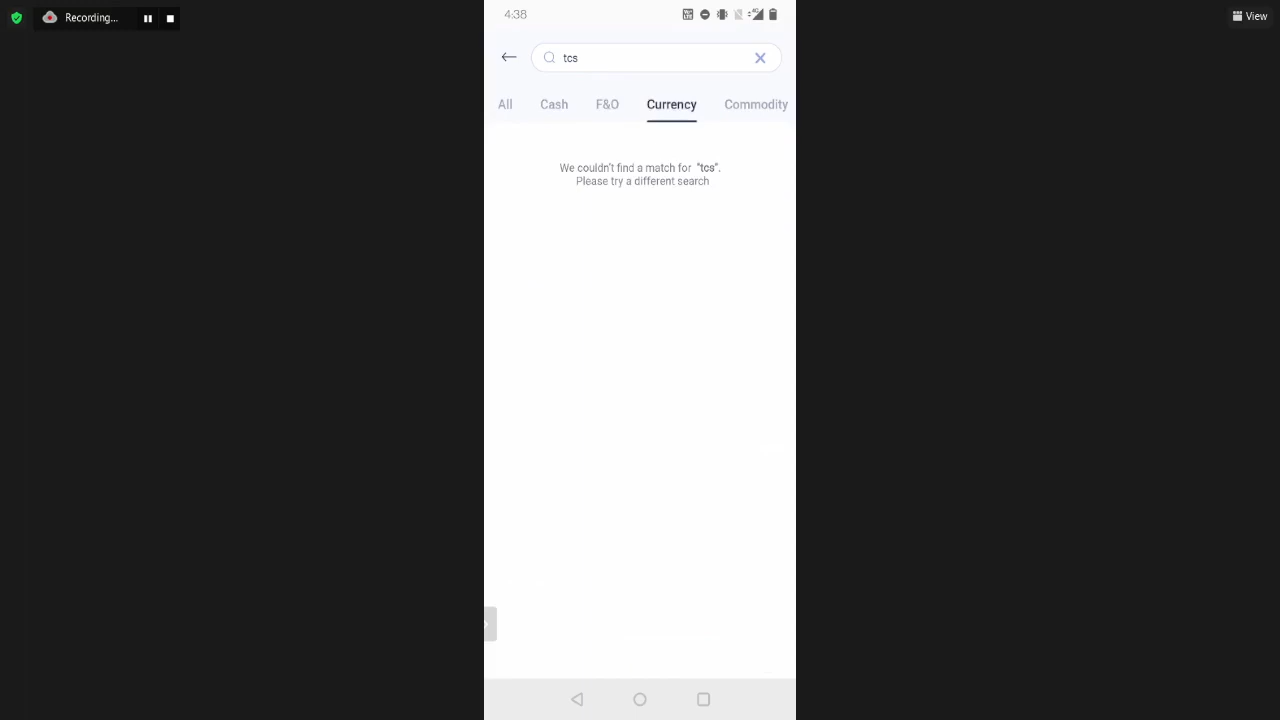 Recording...
View
4:38
tcs
All Cash F&O Currency Commodity
We couldn't find a match for "tcs".
Please try a different search